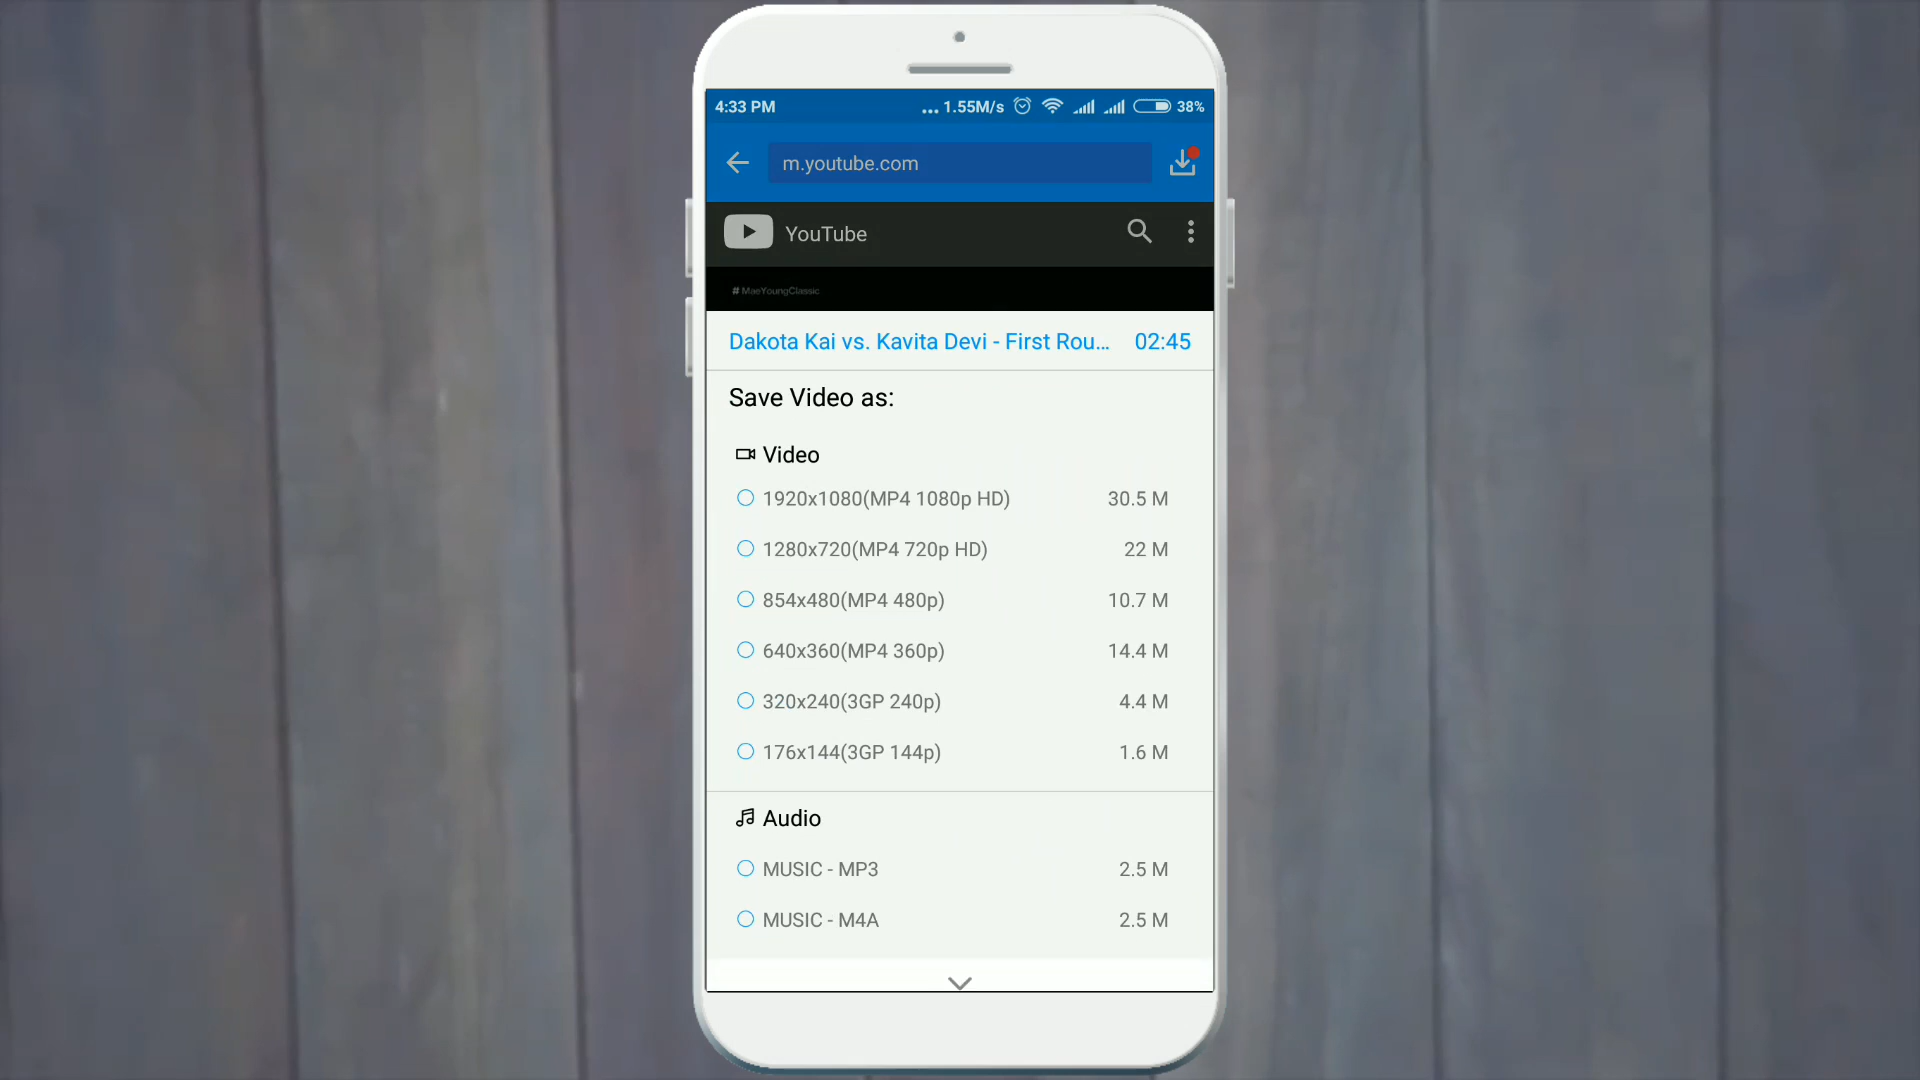 4:33 PM ... 1.55M/s 38%
m.youtube.com
YouTube
#MaeYoungClassic
Dakota Kai vs. Kavita Devi - First Rou... 02:45
Save Video as:
Video
1920x1080(MP4 1080p HD) 30.5 M
1280x720(MP4 720p HD) 22 M
854x480(MP4 480p) 10.7 M
640x360(MP4 360p) 14.4 M
320x240(3GP 240p) 4.4 M
176x144(3GP 144p) 1.6 M
Audio
MUSIC - MP3 2.5 M
MUSIC - M4A 2.5 M